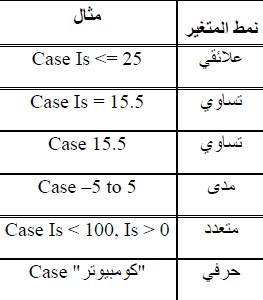 نمط المتغير	مثال
علائقي	Case Is <= 25
تساوي	Case Is = 15.5
تساوي	Case 15.5
مدى	Case –5 to 5
متعدد	Case Is < 100, Is > 0
حرفي	Case "كومبيوتر"